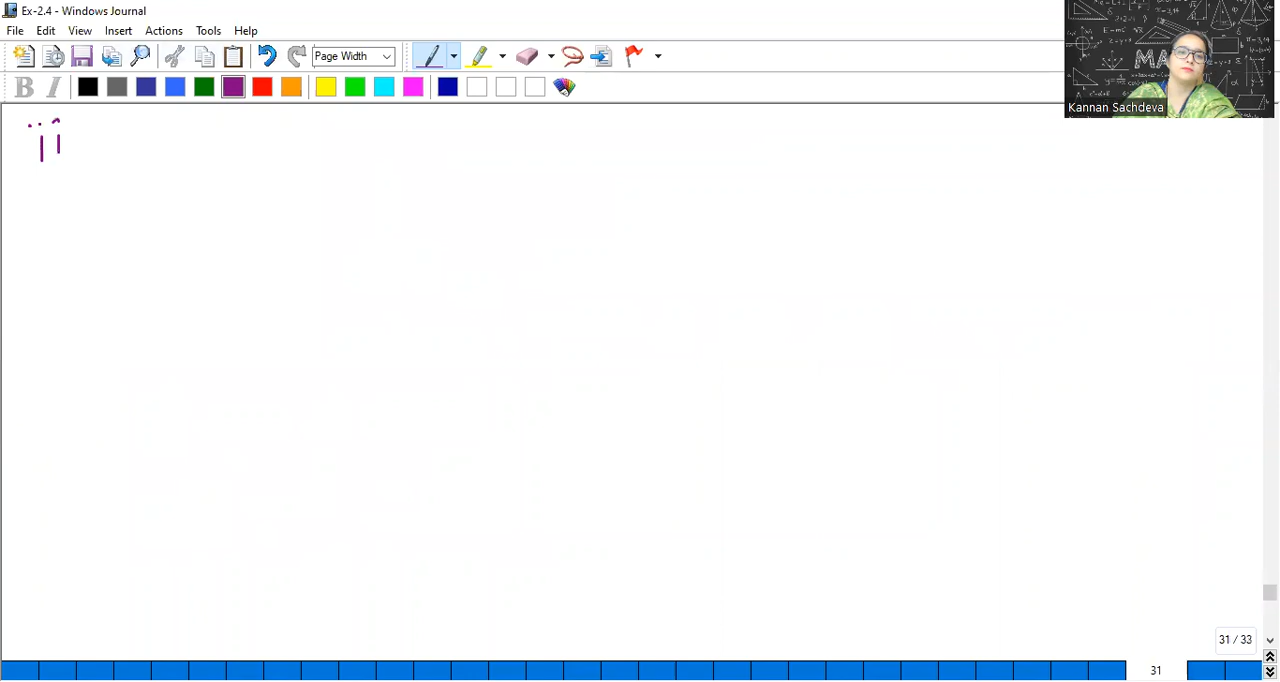 Ex-2.4 - Windows Journal
File Edit View Insert Actions Tools Help
Page Width
B I
Kannan Sachdeva
31 / 33
31